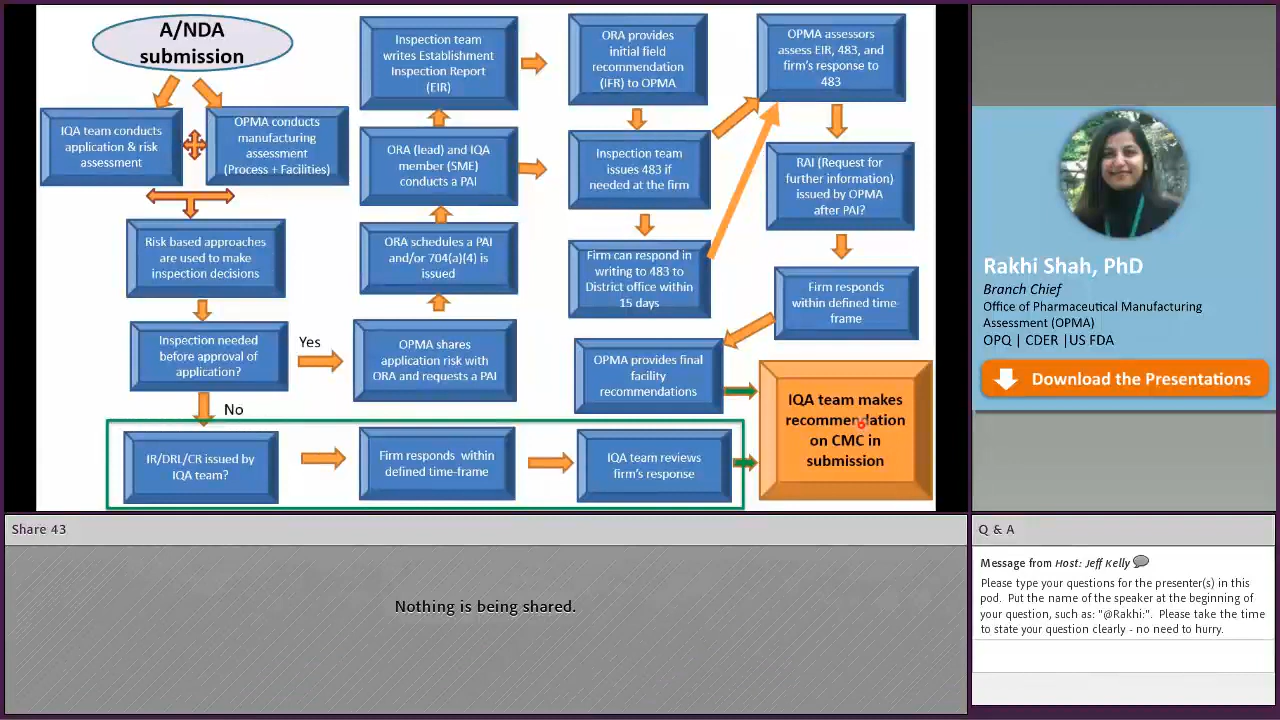 A/NDA
submission
IQA team conducts
application & risk
assessment
OPMA conducts
manufacturing
assessment
(Process + Facilities)
Risk based approaches
are used to make
inspection decisions
Inspection needed
before approval of
application?
Yes
No
OPMA shares
application risk with
ORA and requests a PAI
ORA schedules a PAI
and/or 704(a)(4) is
issued
ORA (lead) and IQA
member (SME)
conducts a PAI
Inspection team
writes Establishment
Inspection Report
(EIR)
ORA provides
initial field
recommendation
(IFR) to OPMA
Inspection team
issues 483 if
needed at the firm
Firm can respond in
writing to 483 to
District office within
15 days
OPMA assessors
assess EIR, 483, and
firm's response to
483
RAI (Request for
further information)
issued by OPMA
after PAI?
Firm responds
within defined time-
frame
OPMA provides final
facility
recommendations
IR/DRL/CR issued by
IQA team?
Firm responds within
defined time-frame
IQA team reviews
firm's response
IQA team makes
recommendation
on CMC in
submission
Rakhi Shah, PhD
Branch Chief
Office of Pharmaceutical Manufacturing
Assessment (OPMA)
OPQ | CDER |US FDA
Download the Presentations
Share 43
Nothing is being shared.
Q & A
Message from Host: Jeff Kelly
Please type your questions for the presenter(s) in this
pod. Put the name of the speaker at the beginning of
your question, such as: "@Rakhi:". Please take the time
to state your question clearly - no need to hurry.